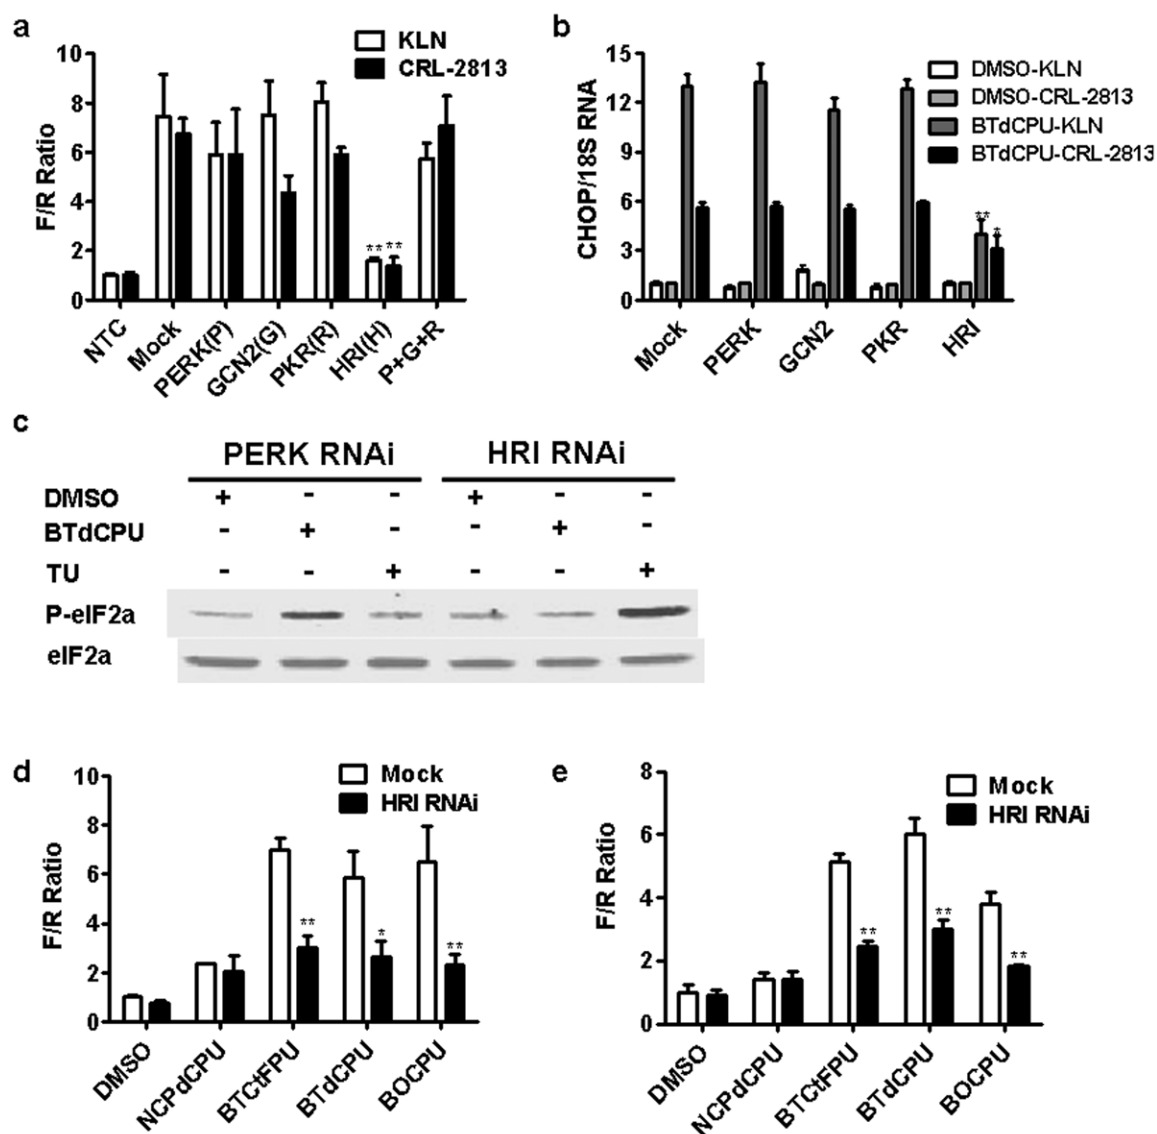 a
KLN
CRL-2813
F/R Ratio
10
8
6
4
2
0
** **
NTC
Mock
PERK(P)
GCN2(G)
PKR(R)
HRI(H)
P+G+R
b
DMSO-KLN
DMSO-CRL-2813
BTdCPU-KLN
BTdCPU-CRL-2813
CHOP/18S RNA
15
12
9
6
3
0
** *
Mock
PERK
GCN2
PKR
HRI
c
PERK RNAi HRI RNAi
DMSO + - - + - -
BTdCPU - + - - + -
TU - - + - - +
P-eIF2a
eIF2a
d
Mock
HRI RNAi
F/R Ratio
10
8
6
4
2
0
** * **
DMSO
NCPdCPU
BTCtFPU
BTdCPU
BOCPU
e
Mock
HRI RNAi
F/R Ratio
8
6
4
2
0
** ** **
DMSO
NCPdCPU
BTCtFPU
BTdCPU
BOCPU